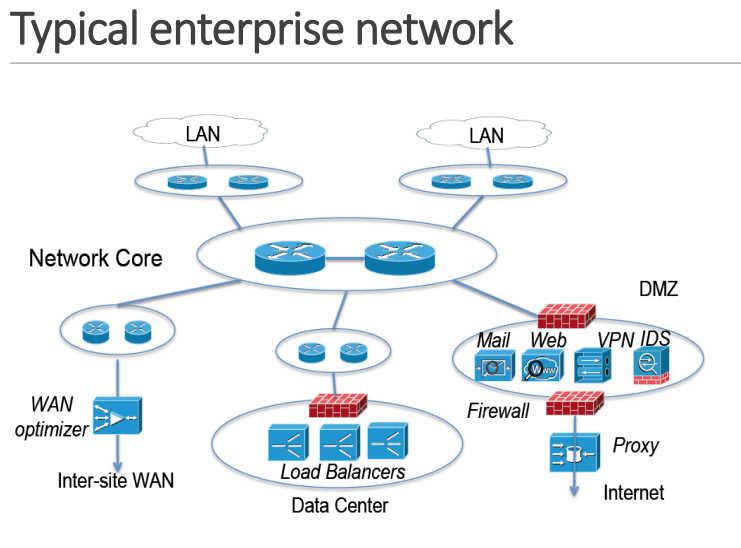 Typical enterprise network
LAN
LAN
Network Core
DMZ
Mail Web VPN IDS
WAN
optimizer
Firewall
Proxy
Load Balancers
Inter-site WAN
Data Center
Internet